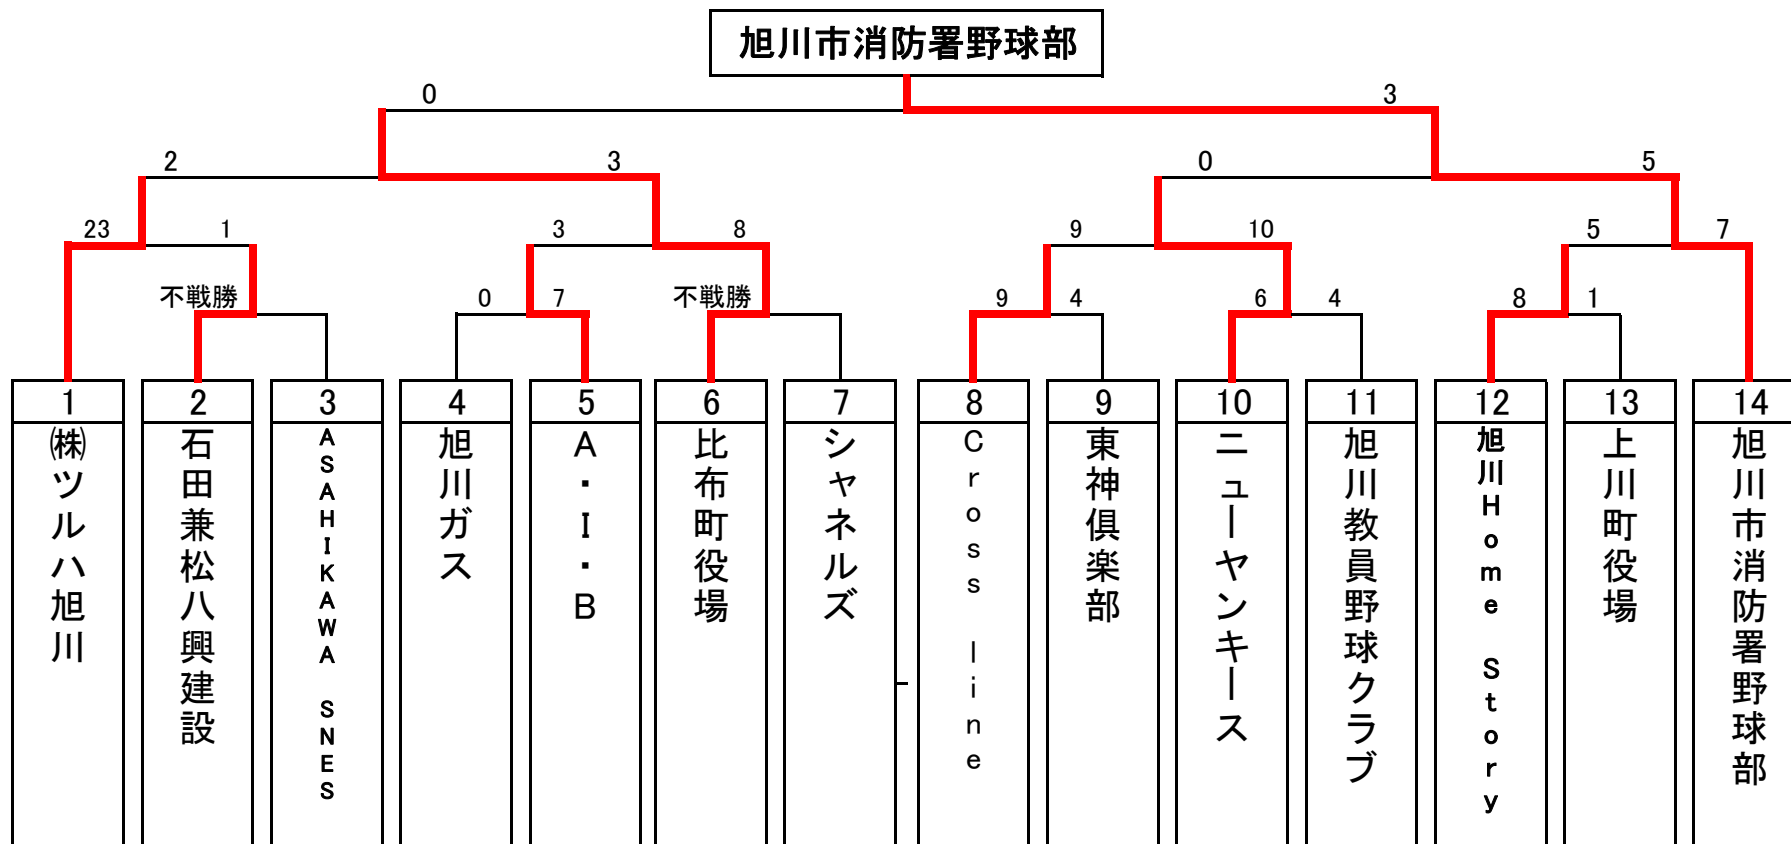 旭川市消防署野球部
0 3
2 3 0 5
23 1 3 8 9 10 5 7
不戦勝 0 7 不戦勝 9 4 6 4 8 1
1 2 3 4 5 6 7 8 9 10 11 12 13 14
㈱ツルハ旭川
石田兼松八興建設
ASAHIKAWA SNES
旭川ガス
A・I・B
比布町役場
シャネルズ
Cross line
東神倶楽部
ニューヤンキース
旭川教員野球クラブ
旭川Home Story
上川町役場
旭川市消防署野球部